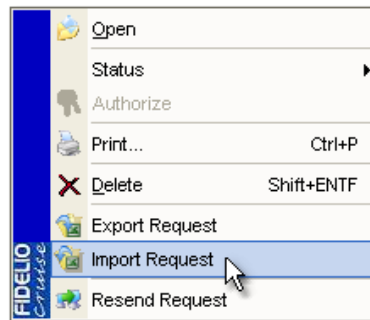 Open
Status
Authorize
Print... Ctrl+P
Delete Shift+ENTF
Export Request
Import Request
Resend Request
FIDELIO
Cruise